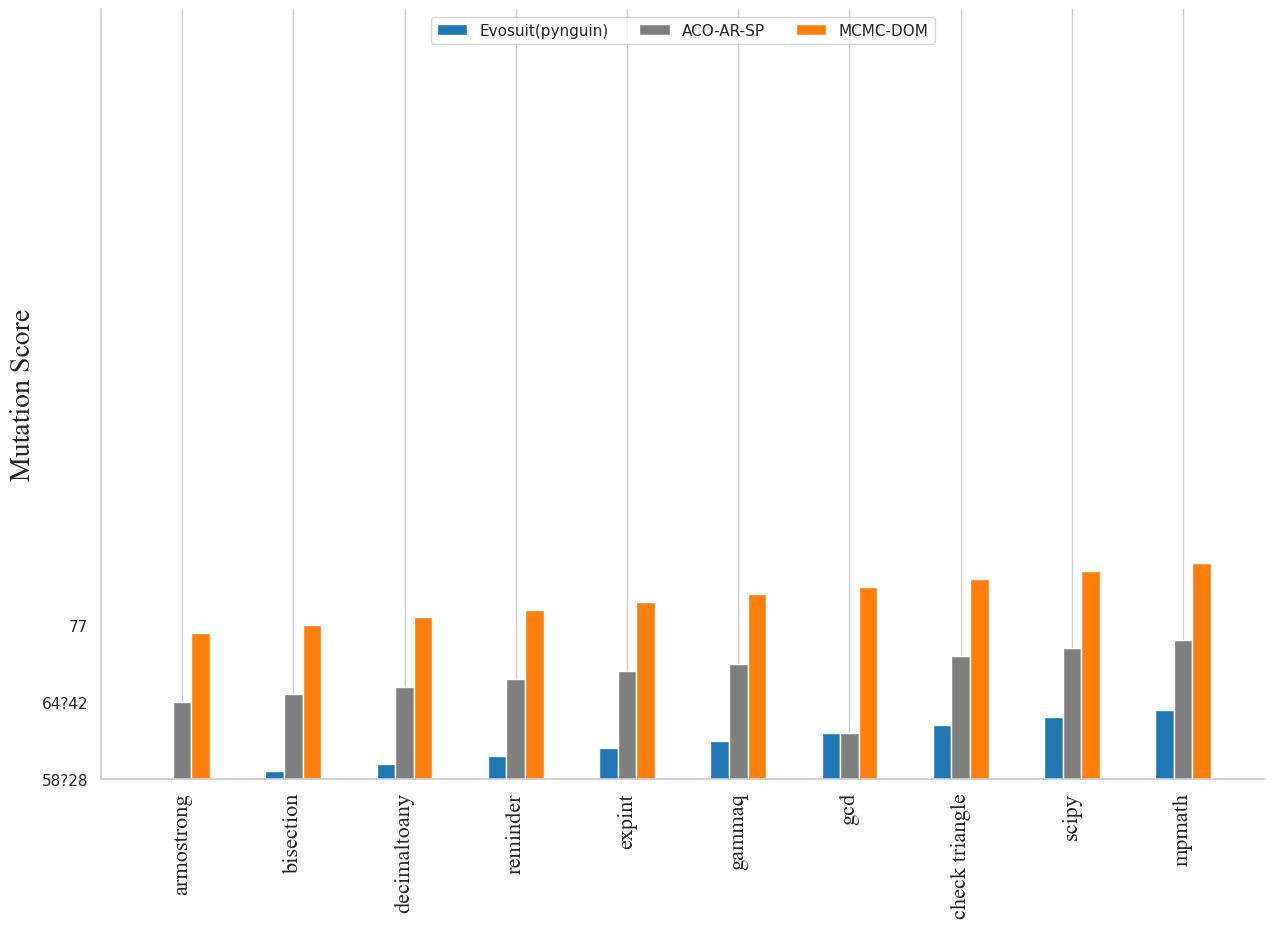 Evosuit(pynguin) ACO-AR-SP MCMC-DOM
Mutation Score
77
64?42
58?28
armostrong
bisection
decimaltoany
reminder
expint
gammaq
gcd
check triangle
scipy
mpmath